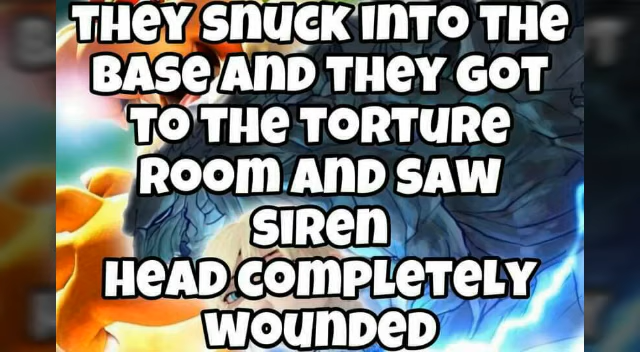 THEY SNUCK INTO THE
BASE AND THEY GOT
TO THE TORTURE
ROOM AND SAW
SIREN
HEAD COMPLETELY
WOUNDED